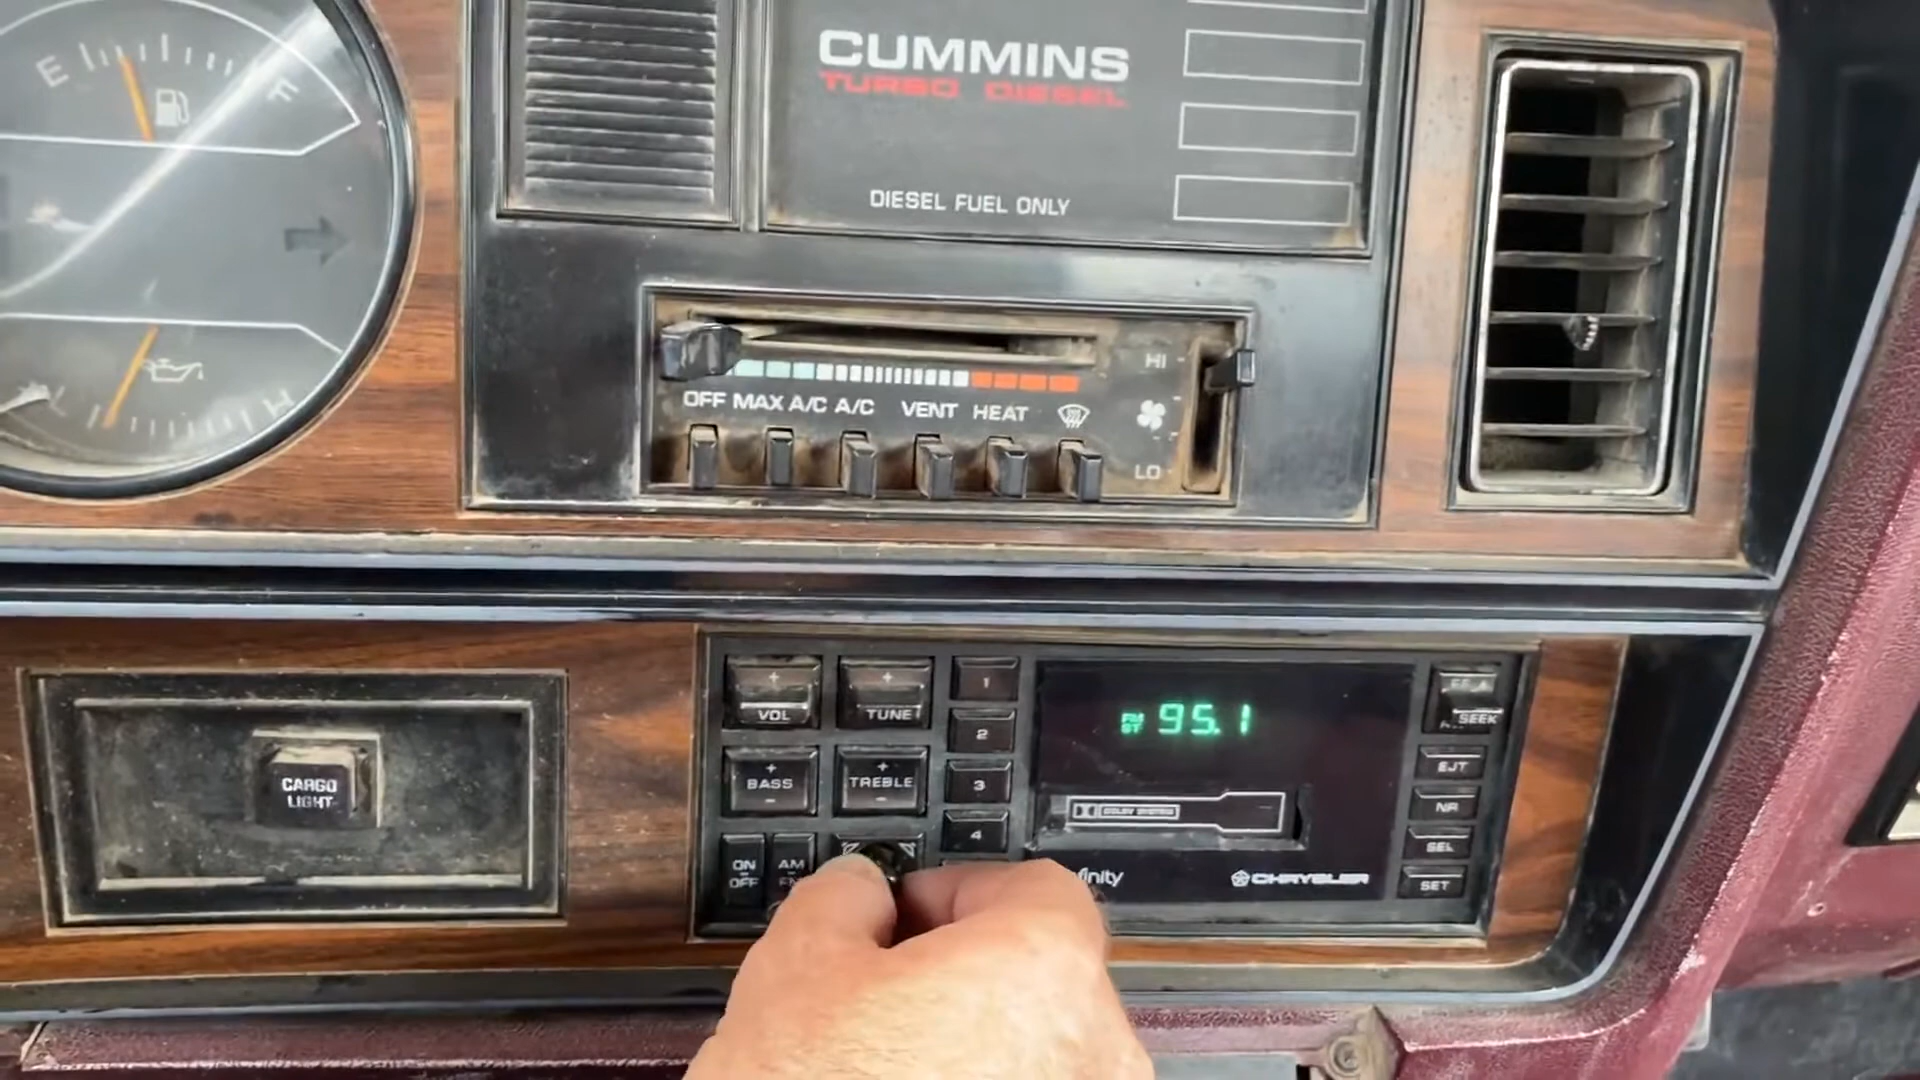 E
F
CUMMINS
TURBO DIESEL
DIESEL FUEL ONLY
L
H
HI
OFF MAX A/C A/C VENT HEAT
LO
CARGO
LIGHT
+
VOL
+
TUNE
+
BASS
-
+
TREBLE
-
ON
OFF
AM
1
2
3
4
FM
ST
95.1
DOLBY SYSTEM
CHRYSLER
SEEK
EJT
NR
SEL
SET